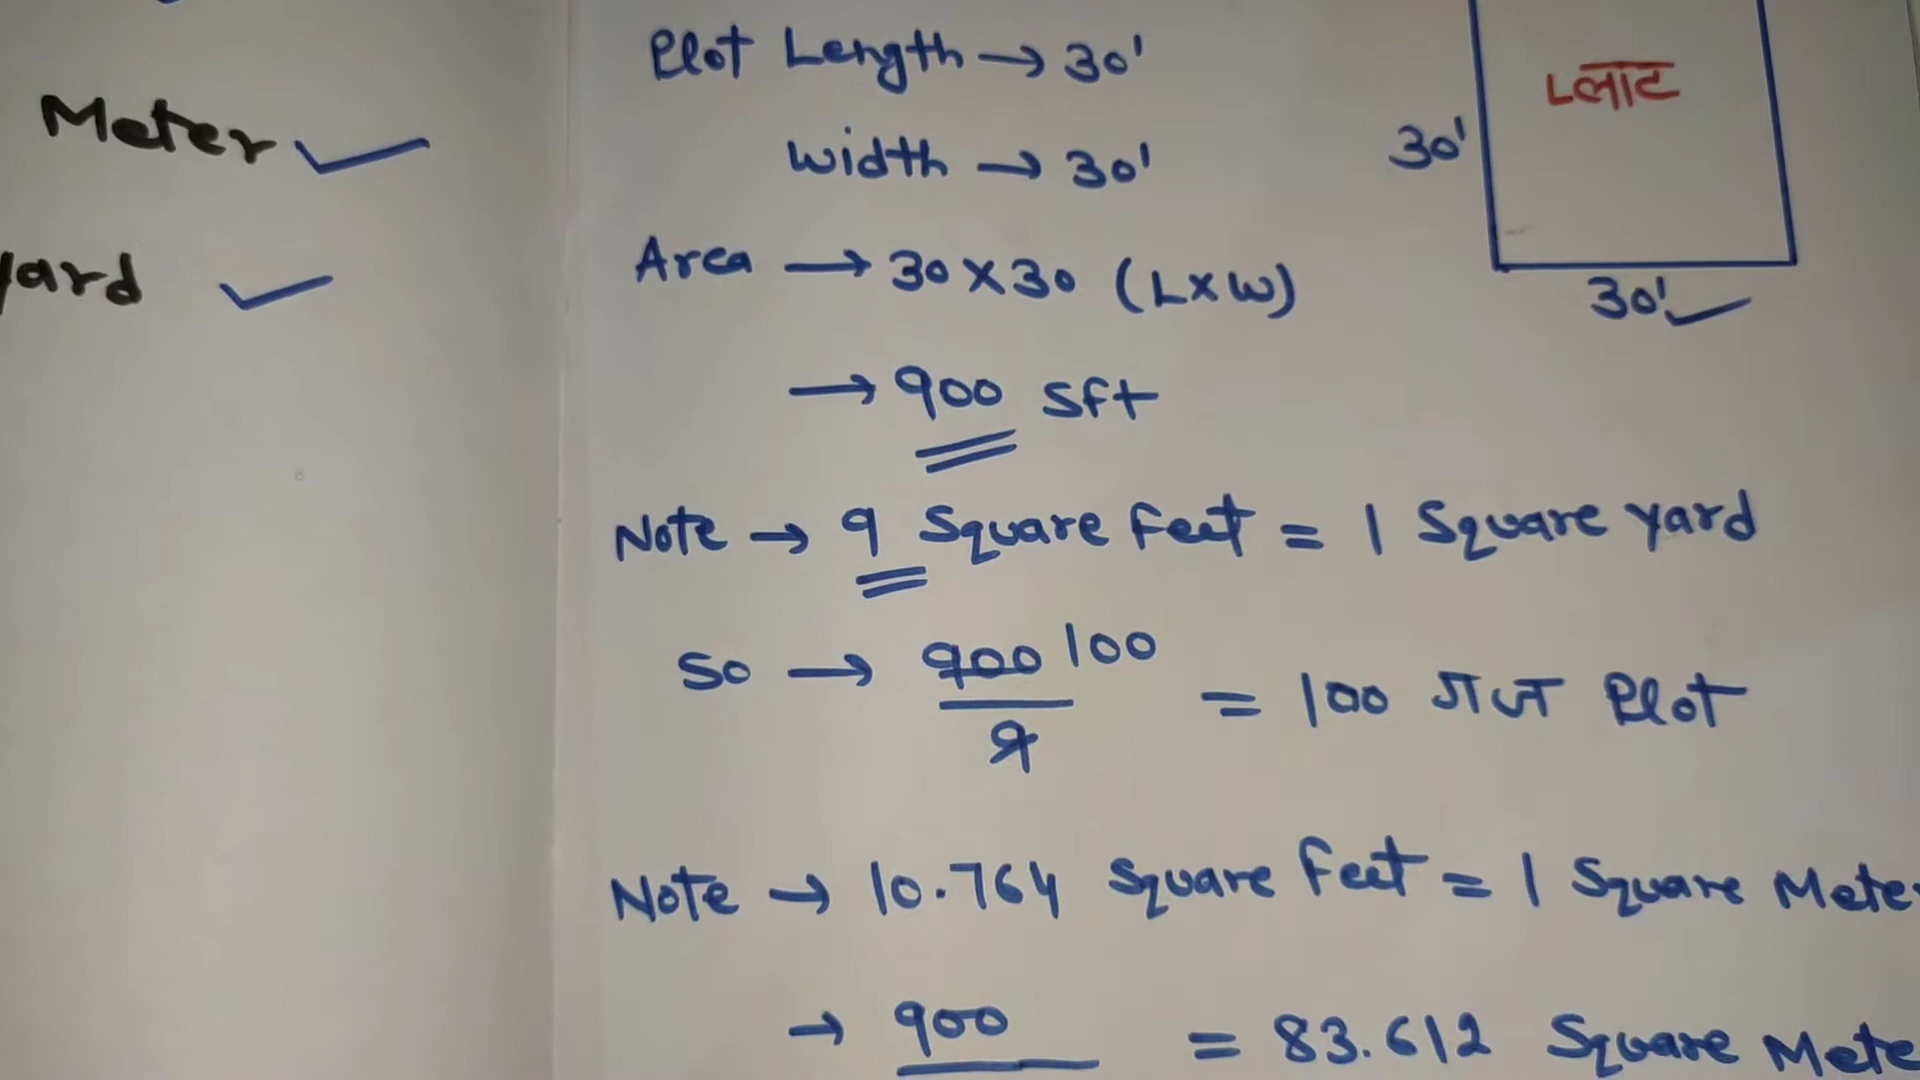 Meter
yard
Plot Length → 30'
Width → 30'
Area → 30×30 (L×W)
→ 900 Sft
Note → 9 Square Feet = 1 Square yard
So → 900 100
9
= 100 गज Plot
Note → 10.764 Square Feet = 1 Square Meter
→ 900 = 83.612 Square Mete
प्लाट
30'
30'